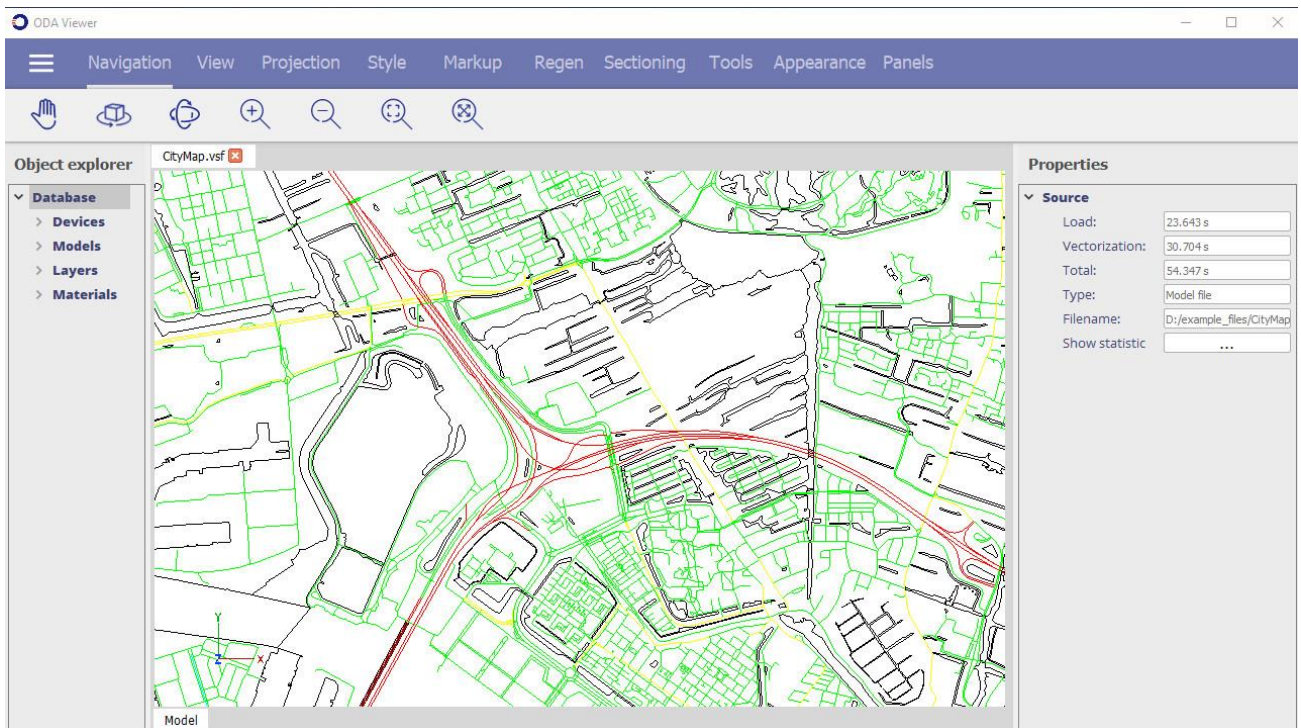 ODA Viewer
Navigation View Projection Style Markup Regen Sectioning Tools Appearance Panels
Object explorer
Database
Devices
Models
Layers
Materials
CityMap.vsf
Y
Z X
Model
Properties
Source
Load: 23.643 s
Vectorization: 30.704 s
Total: 54.347 s
Type: Model file
Filename: D:/example_files/CityMap
Show statistic ...